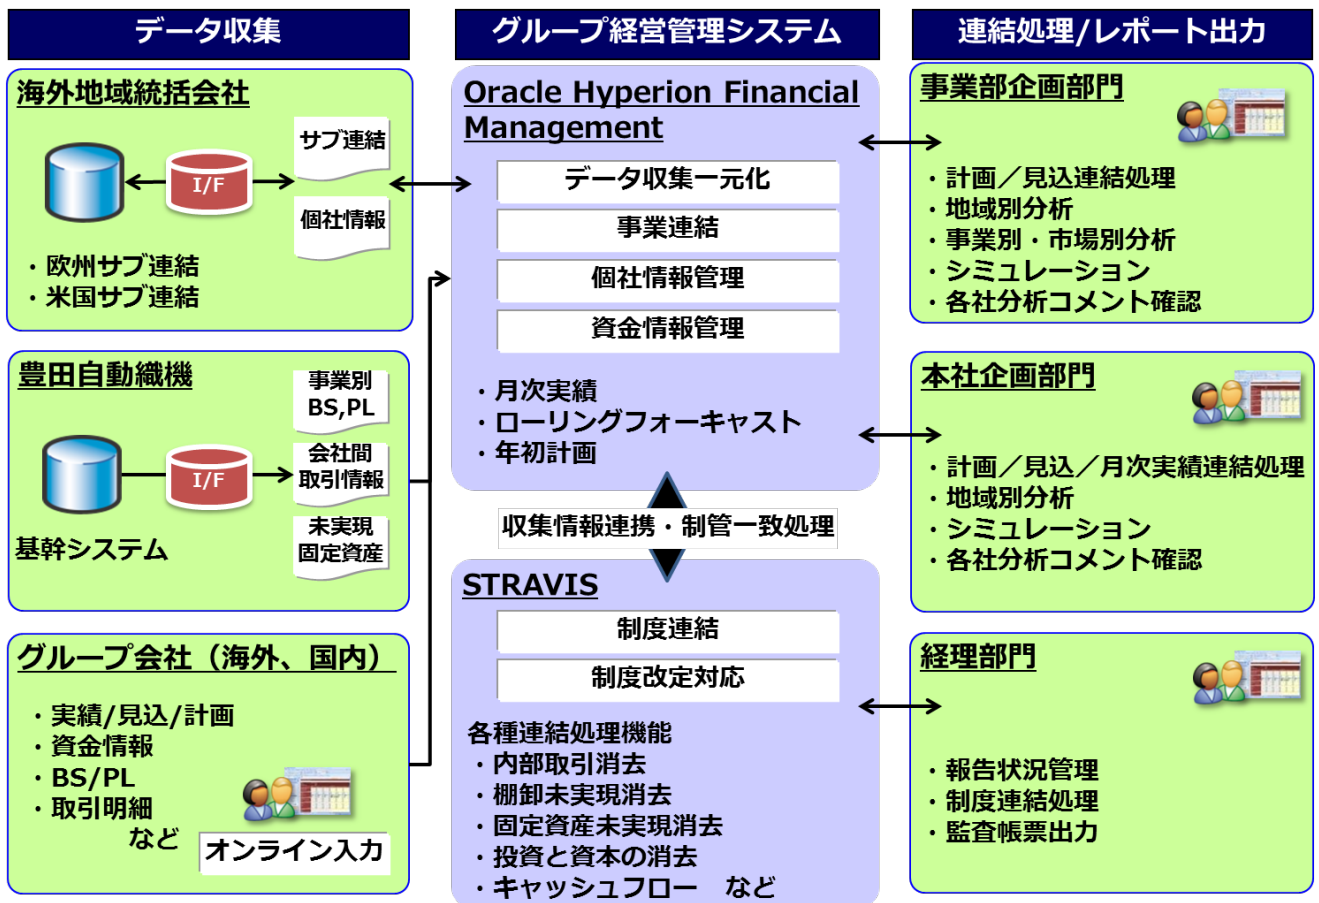 データ収集
海外地域統括会社
サブ連結
I/F
個社情報
・欧州サブ連結
・米国サブ連結
豊田自動織機
事業別
BS,PL
会社間
取引情報
I/F
未実現
固定資産
基幹システム
グループ会社（海外、国内）
・実績/見込/計画
・資金情報
・BS/PL
・取引明細
など
オンライン入力
グループ経営管理システム
Oracle Hyperion Financial
Management
データ収集一元化
事業連結
個社情報管理
資金情報管理
・月次実績
・ローリングフォーキャスト
・年初計画
収集情報連携・制管一致処理
STRAVIS
制度連結
制度改定対応
各種連結処理機能
・内部取引消去
・棚卸未実現消去
・固定資産未実現消去
・投資と資本の消去
・キャッシュフロー　など
連結処理/レポート出力
事業部企画部門
・計画／見込連結処理
・地域別分析
・事業別・市場別分析
・シミュレーション
・各社分析コメント確認
本社企画部門
・計画／見込／月次実績連結処理
・地域別分析
・シミュレーション
・各社分析コメント確認
経理部門
・報告状況管理
・制度連結処理
・監査帳票出力